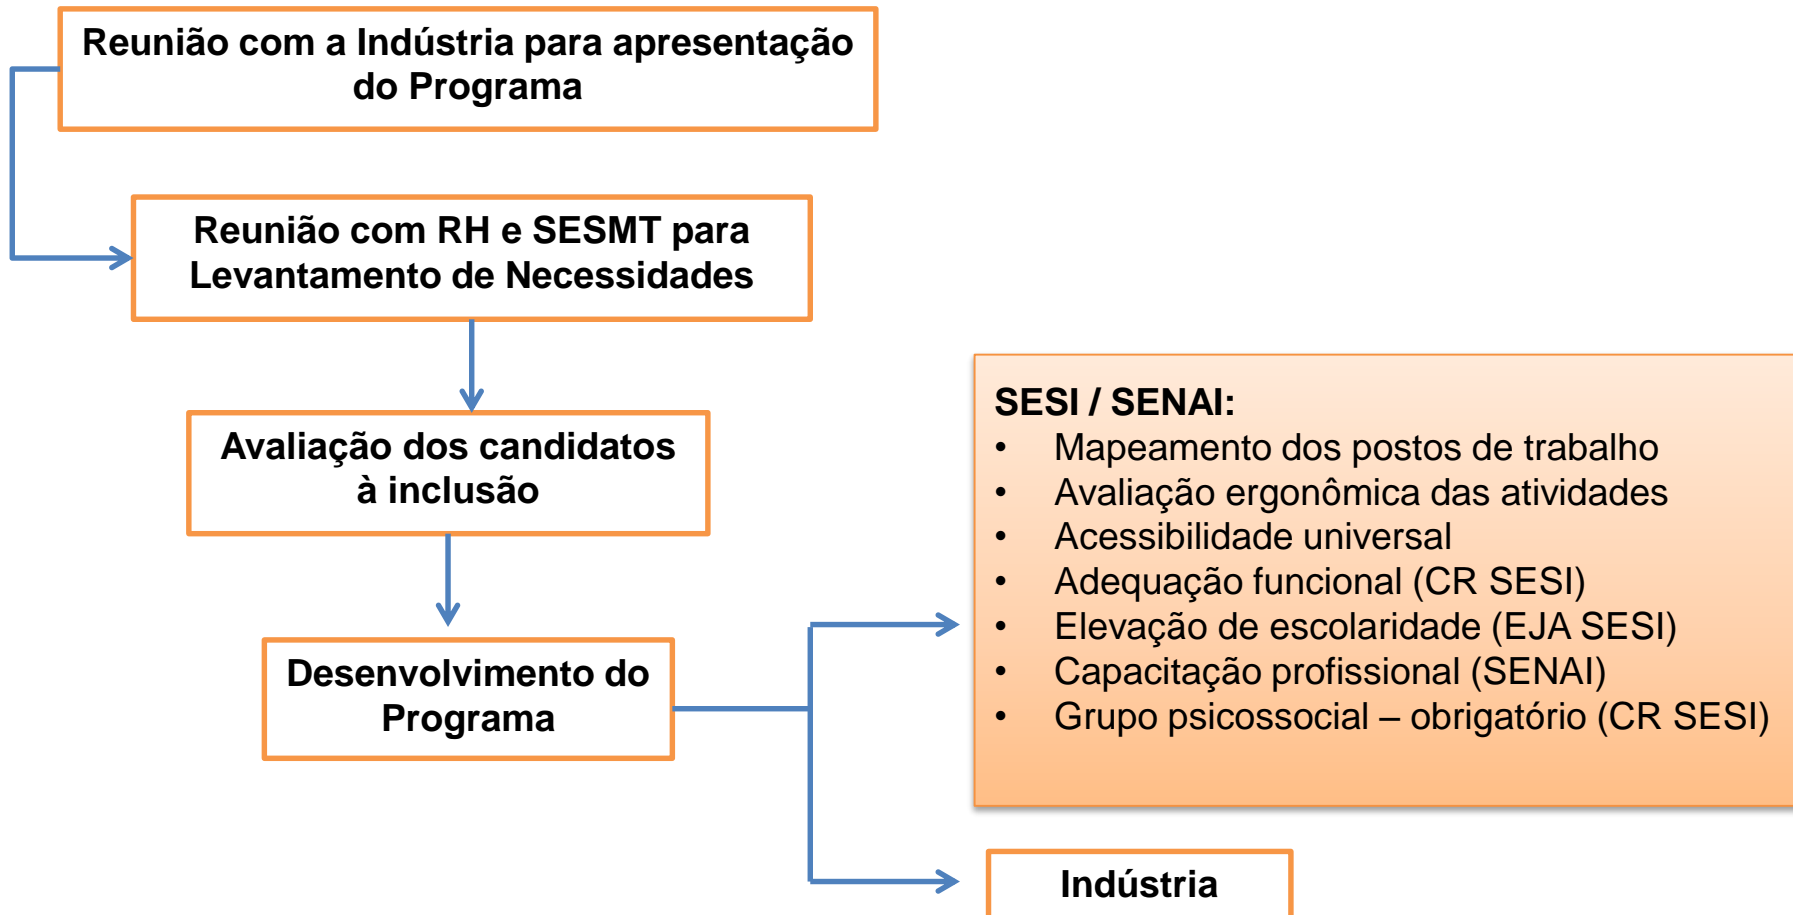 Reunião com a Indústria para apresentação
do Programa
Reunião com RH e SESMT para
Levantamento de Necessidades
Avaliação dos candidatos
à inclusão
Desenvolvimento do
Programa
SESI / SENAI:
• Mapeamento dos postos de trabalho
• Avaliação ergonômica das atividades
• Acessibilidade universal
• Adequação funcional (CR SESI)
• Elevação de escolaridade (EJA SESI)
• Capacitação profissional (SENAI)
• Grupo psicossocial – obrigatório (CR SESI)
Indústria